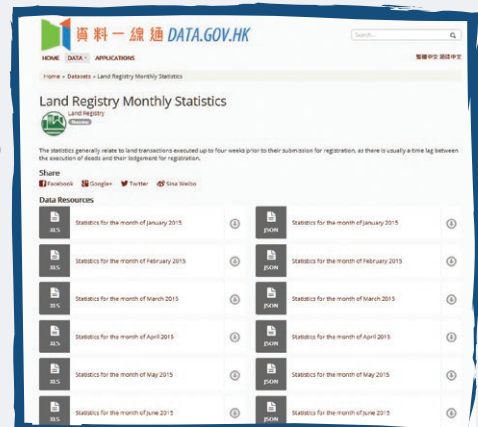 資料一線通 DATA.GOV.HK
Search...
HOME DATA APPLICATIONS
繁體中文 简体中文
Home » Datasets » Land Registry Monthly Statistics
Land Registry Monthly Statistics
Land Registry
The statistics generally relate to land transactions executed up to four weeks prior to their submission for registration, as there is usually a time lag between
the execution of deeds and their lodgement for registration.
Share
Facebook Google+ Twitter Sina Weibo
Data Resources
XLS Statistics for the month of January 2015
JSON Statistics for the month of January 2015
XLS Statistics for the month of February 2015
JSON Statistics for the month of February 2015
XLS Statistics for the month of March 2015
JSON Statistics for the month of March 2015
XLS Statistics for the month of April 2015
JSON Statistics for the month of April 2015
XLS Statistics for the month of May 2015
JSON Statistics for the month of May 2015
XLS Statistics for the month of June 2015
JSON Statistics for the month of June 2015